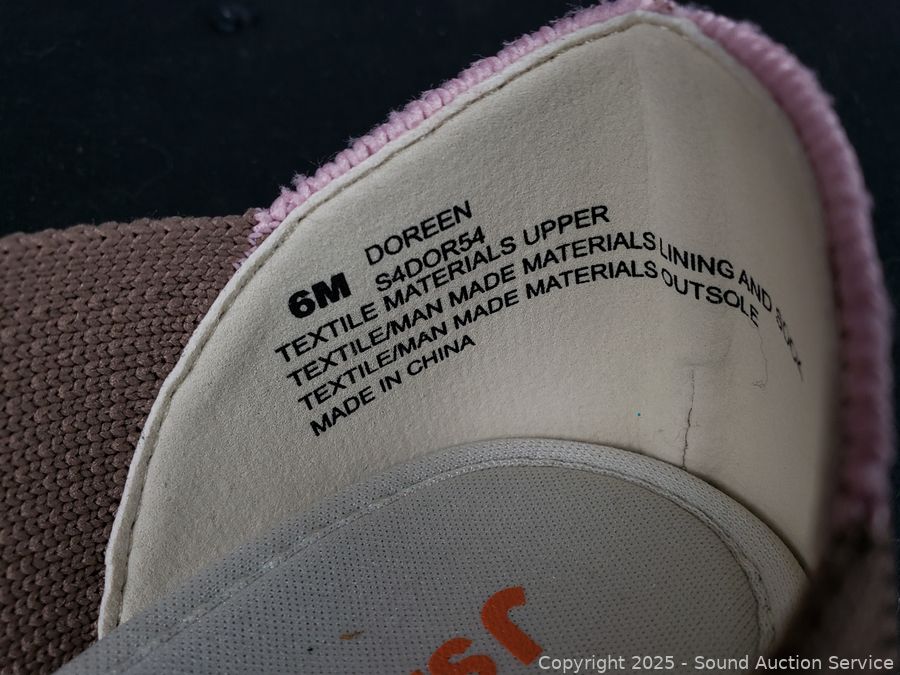 6M DOREEN
S4DOR54
TEXTILE MATERIALS UPPER
TEXTILE/MAN MADE MATERIALS LINING AND SOCK
TEXTILE/MAN MADE MATERIALS OUTSOLE
MADE IN CHINA
Copyright 2025 - Sound Auction Service